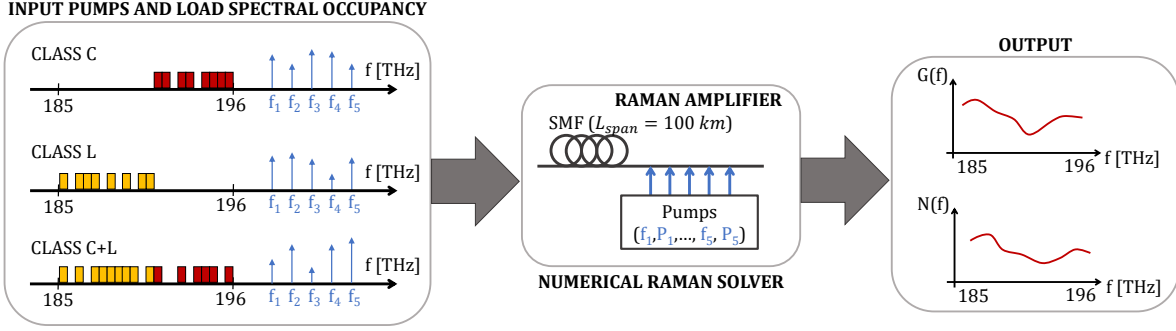 INPUT PUMPS AND LOAD SPECTRAL OCCUPANCY
CLASS C
f [THz]
185
196
f₁ f₂ f₃ f₄ f₅
CLASS L
f [THz]
185
196
f₁ f₂ f₃ f₄ f₅
CLASS C+L
f [THz]
185
196
f₁ f₂ f₃ f₄ f₅
RAMAN AMPLIFIER
SMF (L_span = 100 km)
Pumps
(f₁,P₁,..., f₅, P₅)
NUMERICAL RAMAN SOLVER
OUTPUT
G(f)
185
196
f [THz]
N(f)
185
196
f [THz]